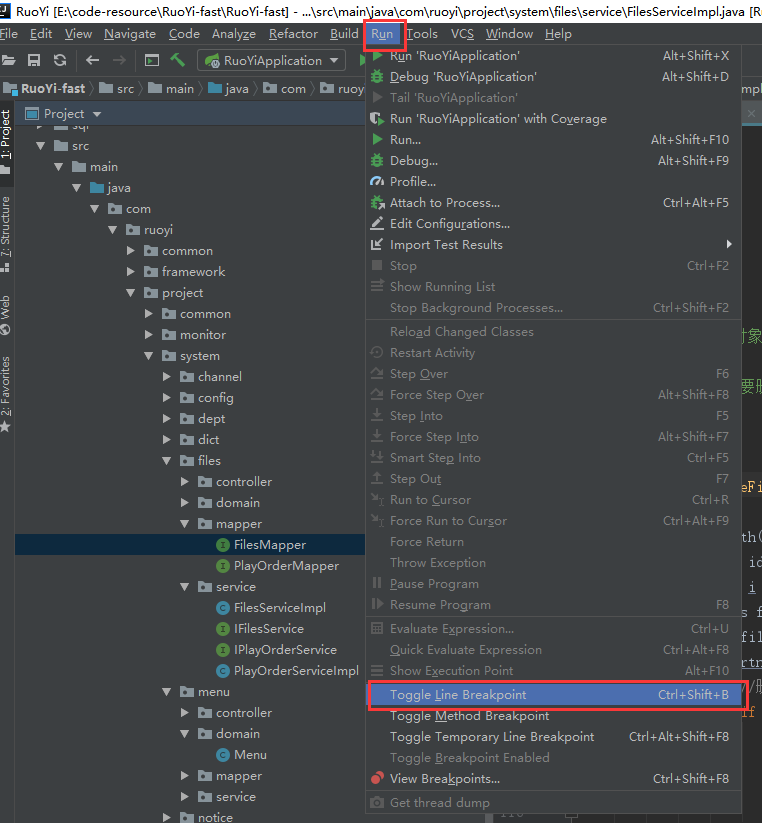 RuoYi [E:\code-resource\RuoYi-fast\RuoYi-fast] - ...\src\main\java\com\ruoyi\project\system\files\service\FilesServiceImpl.java [R
File Edit View Navigate Code Analyze Refactor Build Run Tools VCS Window Help
RuoYiApplication
RuoYi-fast src main java com ruoy
mpl
1: Project
7: Structure
Web
2: Favorites
Project
sql
src
main
java
com
ruoyi
common
framework
project
common
monitor
system
channel
config
dept
dict
files
controller
domain
mapper
FilesMapper
PlayOrderMapper
service
FilesServiceImpl
IFilesService
IPlayOrderService
PlayOrderServiceImpl
menu
controller
domain
Menu
mapper
service
notice
Run 'RuoYiApplication' Alt+Shift+X
Debug 'RuoYiApplication' Alt+Shift+D
Tail 'RuoYiApplication'
Run 'RuoYiApplication' with Coverage
Run... Alt+Shift+F10
Debug... Alt+Shift+F9
Profile...
Attach to Process... Ctrl+Alt+F5
Edit Configurations...
Import Test Results
Stop Ctrl+F2
Show Running List
Stop Background Processes... Ctrl+Shift+F2
Reload Changed Classes
Restart Activity
Step Over F6
Force Step Over Alt+Shift+F8
Step Into F5
Force Step Into Alt+Shift+F7
Smart Step Into Ctrl+F5
Step Out F7
Run to Cursor Ctrl+R
Force Run to Cursor Ctrl+Alt+F9
Force Return
Throw Exception
Pause Program
Resume Program F8
Evaluate Expression... Ctrl+U
Quick Evaluate Expression Ctrl+Alt+F8
Show Execution Point Alt+F10
Toggle Line Breakpoint Ctrl+Shift+B
Toggle Method Breakpoint
Toggle Temporary Line Breakpoint Ctrl+Alt+Shift+F8
Toggle Breakpoint Enabled
View Breakpoints... Ctrl+Shift+F8
Get thread dump
对象
要删
eFi
th(
id
i
s f
fil
rtn
//删
ff